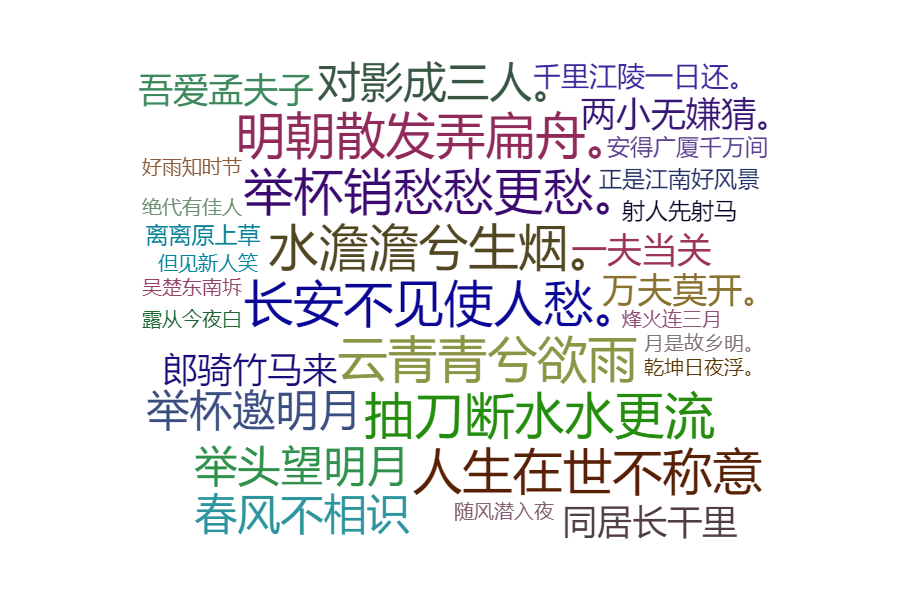 吾爱孟夫子
对影成三人。
千里江陵一日还。
两小无嫌猜。
明朝散发弄扁舟。
安得广厦千万间
好雨知时节
举杯销愁愁更愁。
正是江南好风景
绝代有佳人
射人先射马
离离原上草
水澹澹兮生烟。
一夫当关
但见新人笑
吴楚东南坼
长安不见使人愁。
万夫莫开。
露从今夜白
烽火连三月
月是故乡明。
郎骑竹马来
云青青兮欲雨
乾坤日夜浮。
举杯邀明月
抽刀断水水更流
举头望明月
人生在世不称意
春风不相识
随风潜入夜
同居长干里